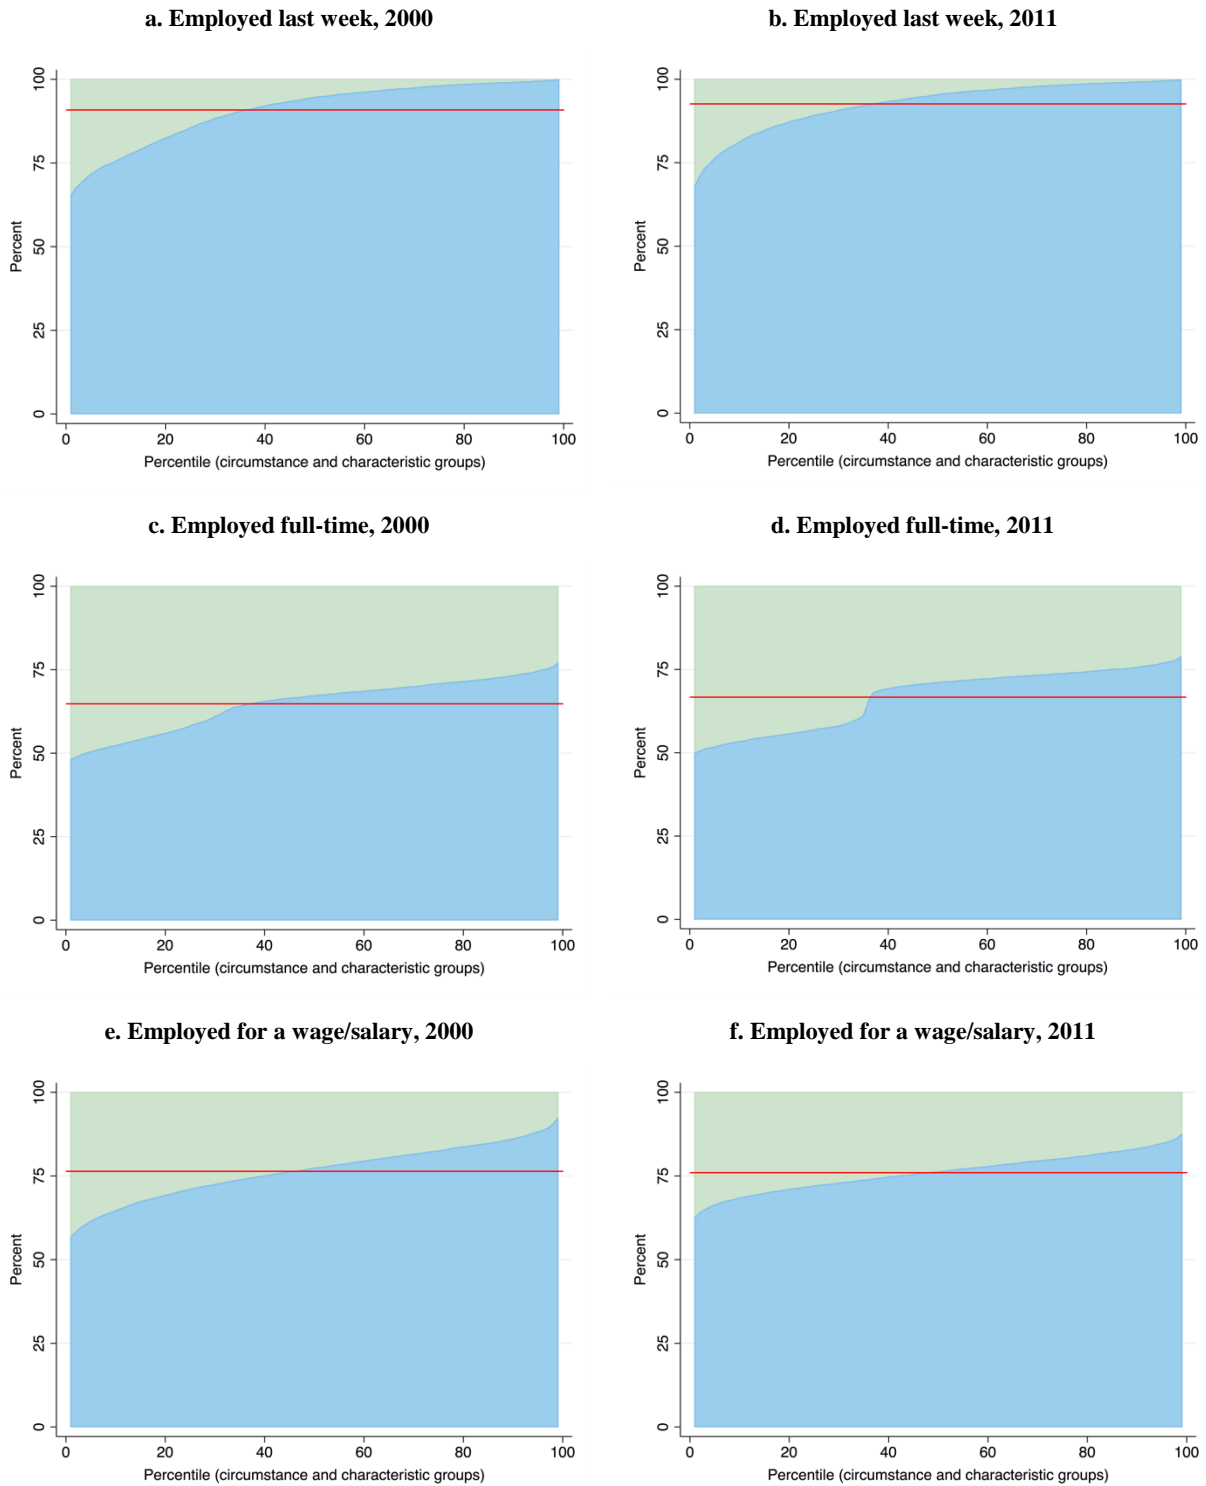 a. Employed last week, 2000
b. Employed last week, 2011
100
75
50
25
0
Percent
0 20 40 60 80 100
Percentile (circumstance and characteristic groups)
100
75
50
25
0
Percent
0 20 40 60 80 100
Percentile (circumstance and characteristic groups)
c. Employed full-time, 2000
d. Employed full-time, 2011
100
75
50
25
0
Percent
0 20 40 60 80 100
Percentile (circumstance and characteristic groups)
100
75
50
25
0
Percent
0 20 40 60 80 100
Percentile (circumstance and characteristic groups)
e. Employed for a wage/salary, 2000
f. Employed for a wage/salary, 2011
100
75
50
25
0
Percent
0 20 40 60 80 100
Percentile (circumstance and characteristic groups)
100
75
50
25
0
Percent
0 20 40 60 80 100
Percentile (circumstance and characteristic groups)